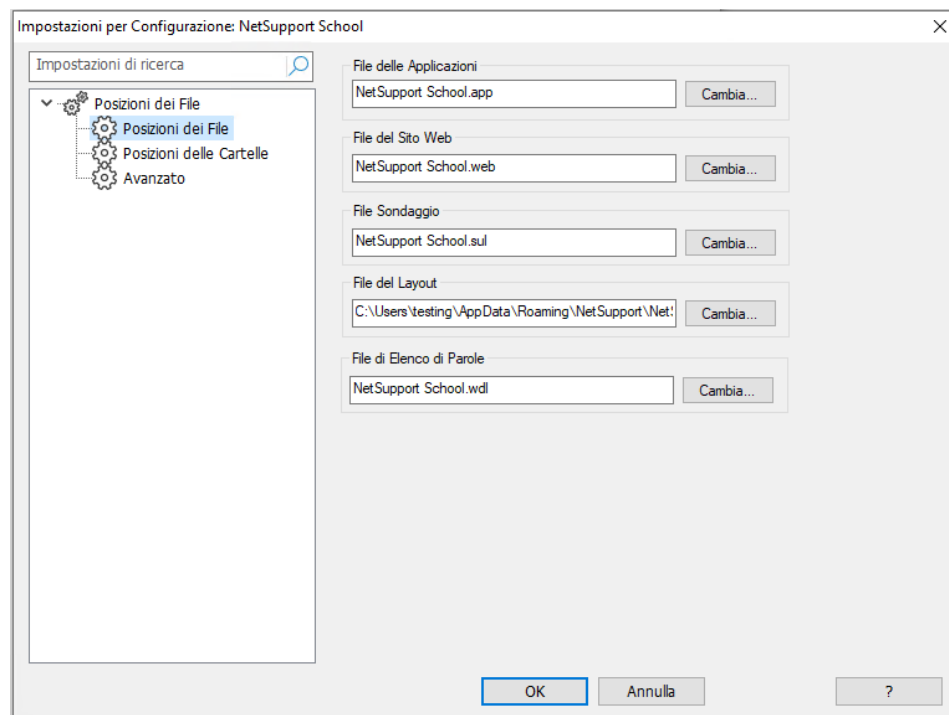 Impostazioni per Configurazione: NetSupport School
Impostazioni di ricerca
Posizioni dei File
Posizioni dei File
Posizioni delle Cartelle
Avanzato
File delle Applicazioni
NetSupport School.app
Cambia...
File del Sito Web
NetSupport School.web
Cambia...
File Sondaggio
NetSupport School.sul
Cambia...
File del Layout
C:\Users\testing\AppData\Roaming\NetSupport\Net
Cambia...
File di Elenco di Parole
NetSupport School.wdl
Cambia...
OK
Annulla
?